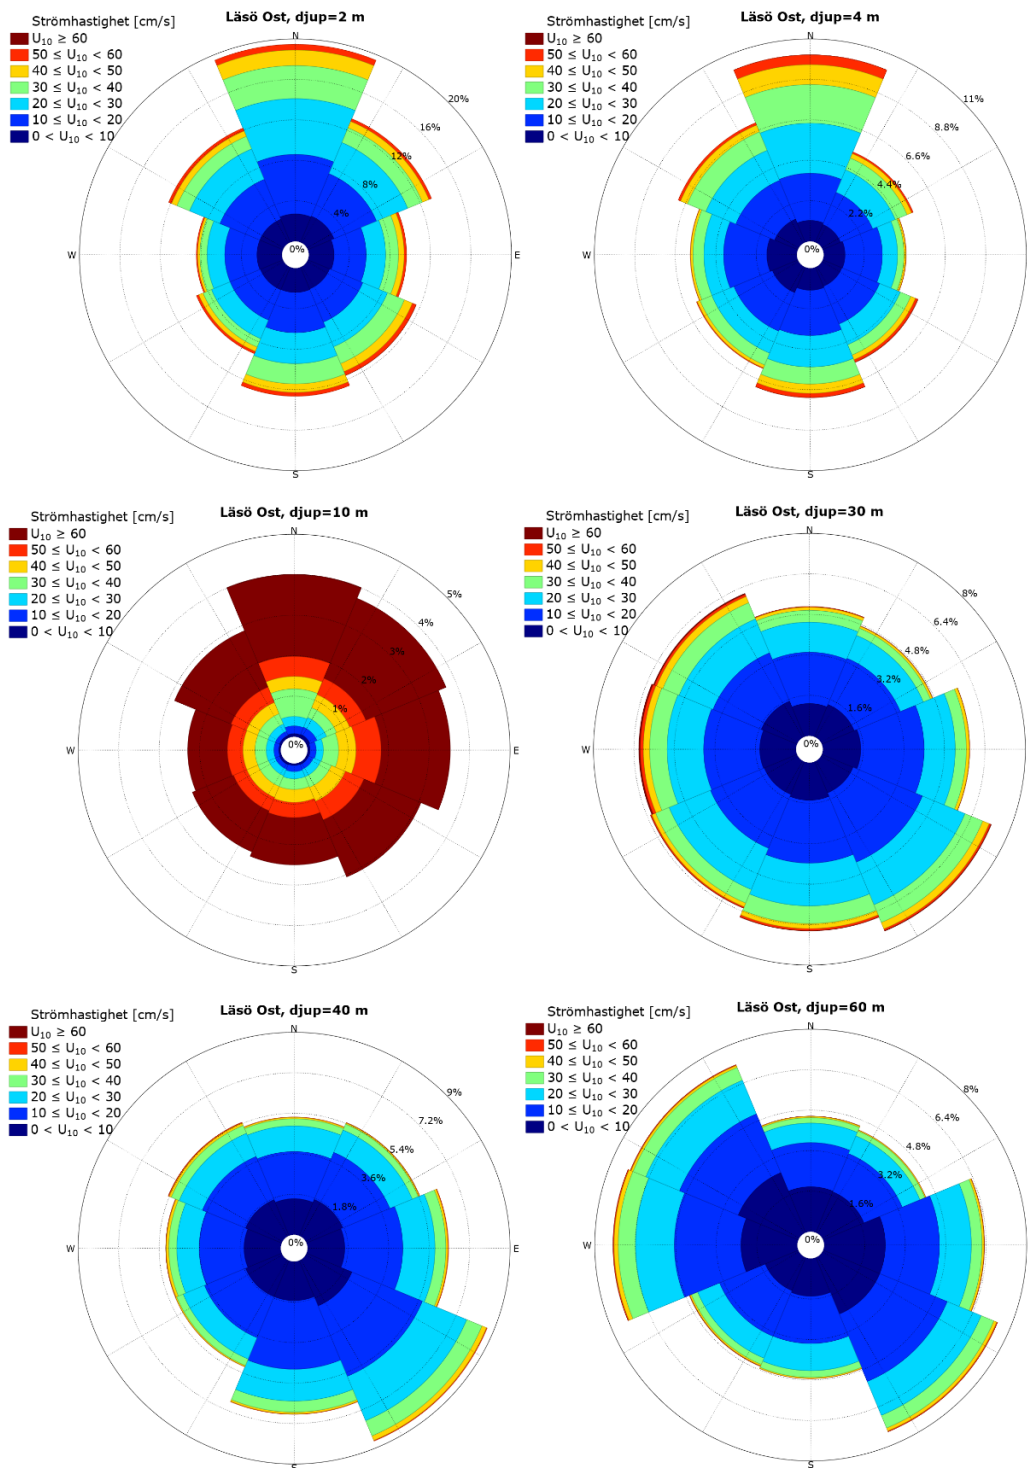 Strömhastighet [cm/s]
U₁₀ ≥ 60
50 ≤ U₁₀ < 60
40 ≤ U₁₀ < 50
30 ≤ U₁₀ < 40
20 ≤ U₁₀ < 30
10 ≤ U₁₀ < 20
0 < U₁₀ < 10
Läsö Ost, djup=2 m
N
20%
16%
12%
8%
4%
0%
W
E
S
Strömhastighet [cm/s]
U₁₀ ≥ 60
50 ≤ U₁₀ < 60
40 ≤ U₁₀ < 50
30 ≤ U₁₀ < 40
20 ≤ U₁₀ < 30
10 ≤ U₁₀ < 20
0 < U₁₀ < 10
Läsö Ost, djup=4 m
N
11%
8.8%
6.6%
4.4%
2.2%
0%
W
S
Strömhastighet [cm/s]
U₁₀ ≥ 60
50 ≤ U₁₀ < 60
40 ≤ U₁₀ < 50
30 ≤ U₁₀ < 40
20 ≤ U₁₀ < 30
10 ≤ U₁₀ < 20
0 < U₁₀ < 10
Läsö Ost, djup=10 m
N
5%
4%
3%
2%
1%
0%
W
E
S
Strömhastighet [cm/s]
U₁₀ ≥ 60
50 ≤ U₁₀ < 60
40 ≤ U₁₀ < 50
30 ≤ U₁₀ < 40
20 ≤ U₁₀ < 30
10 ≤ U₁₀ < 20
0 < U₁₀ < 10
Läsö Ost, djup=30 m
N
8%
6.4%
4.8%
3.2%
1.6%
0%
W
S
Strömhastighet [cm/s]
U₁₀ ≥ 60
50 ≤ U₁₀ < 60
40 ≤ U₁₀ < 50
30 ≤ U₁₀ < 40
20 ≤ U₁₀ < 30
10 ≤ U₁₀ < 20
0 < U₁₀ < 10
Läsö Ost, djup=40 m
N
9%
7.2%
5.4%
3.6%
1.8%
0%
W
E
S
Strömhastighet [cm/s]
U₁₀ ≥ 60
50 ≤ U₁₀ < 60
40 ≤ U₁₀ < 50
30 ≤ U₁₀ < 40
20 ≤ U₁₀ < 30
10 ≤ U₁₀ < 20
0 < U₁₀ < 10
Läsö Ost, djup=60 m
N
8%
6.4%
4.8%
3.2%
1.6%
0%
W
S